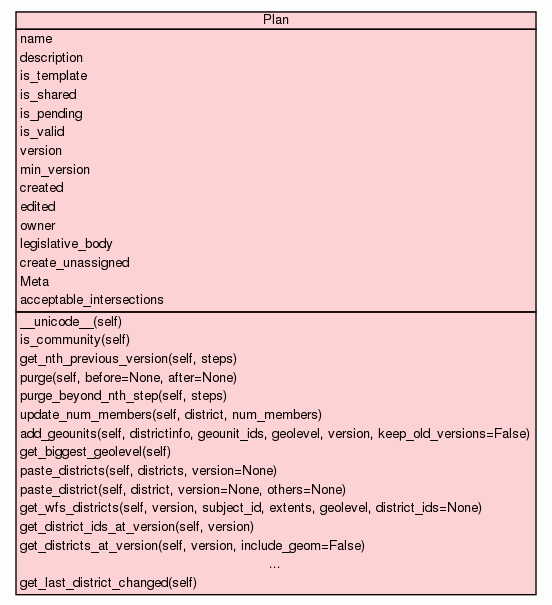 Plan
name
description
is_template
is_shared
is_pending
is_valid
version
min_version
created
edited
owner
legislative_body
create_unassigned
Meta
acceptable_intersections
__unicode__(self)
is_community(self)
get_nth_previous_version(self, steps)
purge(self, before=None, after=None)
purge_beyond_nth_step(self, steps)
update_num_members(self, district, num_members)
add_geounits(self, districtinfo, geounit_ids, geolevel, version, keep_old_versions=False)
get_biggest_geolevel(self)
paste_districts(self, districts, version=None)
paste_district(self, district, version=None, others=None)
get_wfs_districts(self, version, subject_id, extents, geolevel, district_ids=None)
get_district_ids_at_version(self, version)
get_districts_at_version(self, version, include_geom=False)
...
get_last_district_changed(self)